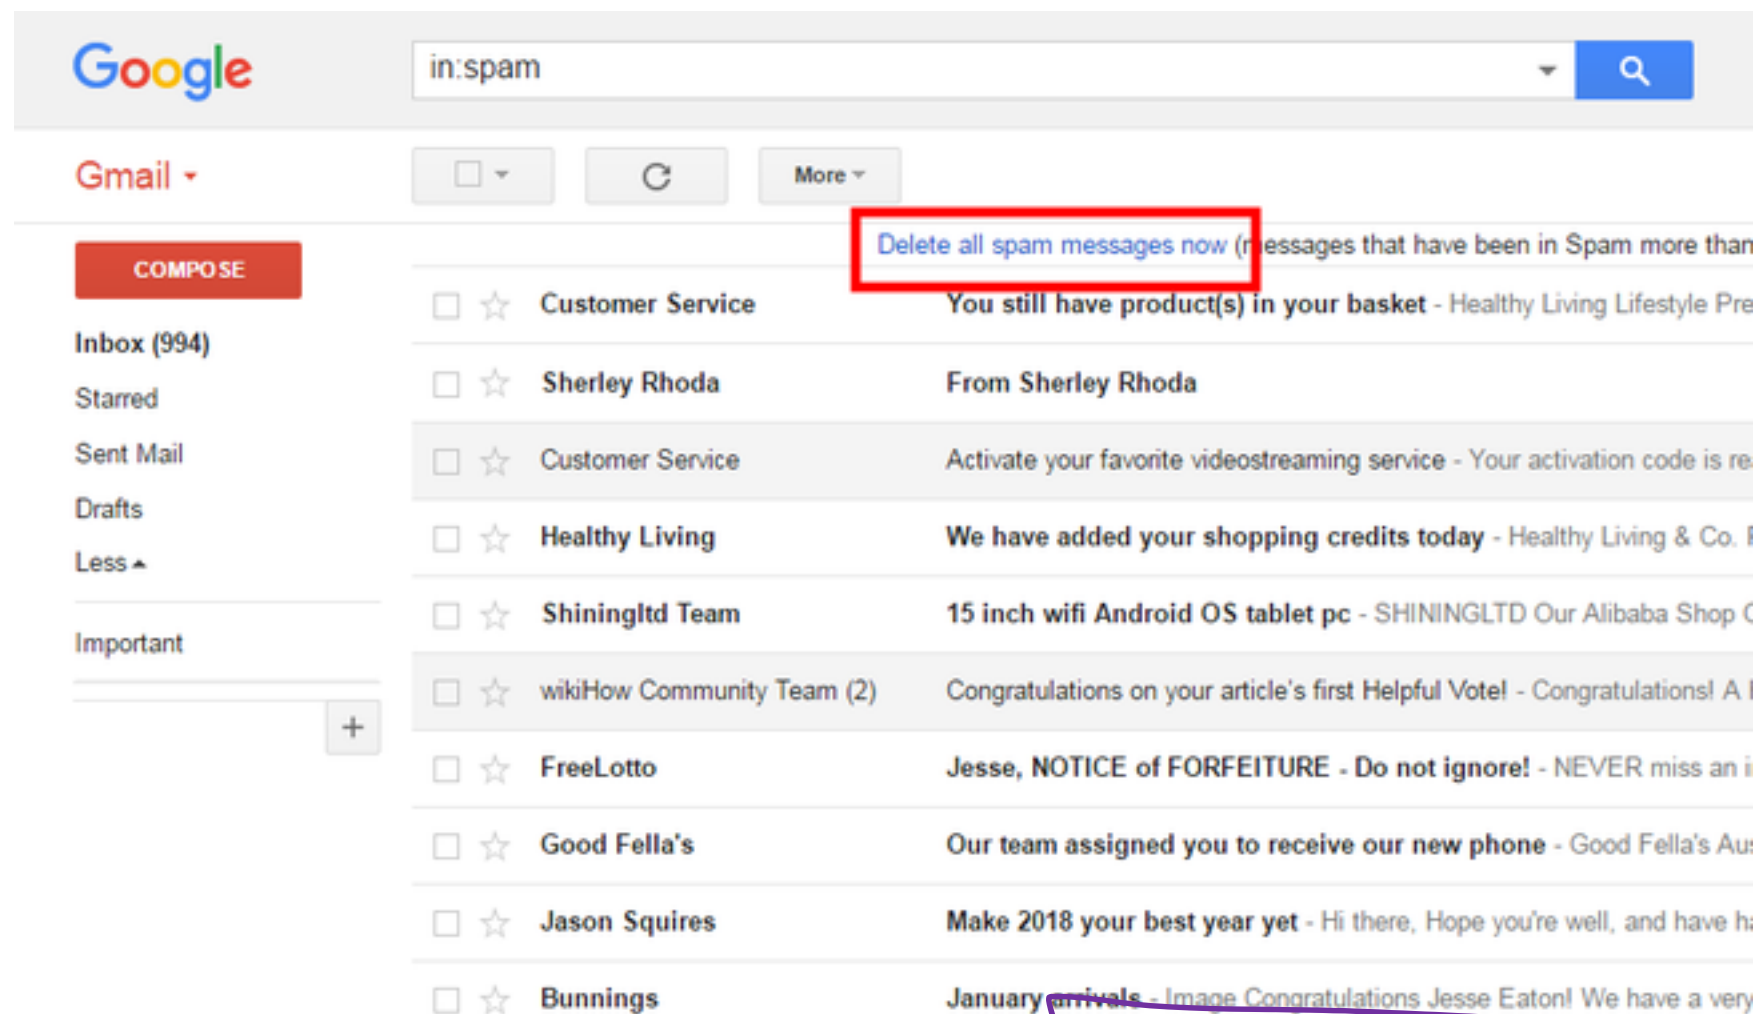 Google
in:spam
Gmail
More
Delete all spam messages now (messages that have been in Spam more than
COMPOSE
Customer Service You still have product(s) in your basket - Healthy Living Lifestyle
Inbox (994)
Sherley Rhoda From Sherley Rhoda
Starred
Sent Mail
Customer Service Activate your favorite videostreaming service - Your activation code is
Drafts
Healthy Living We have added your shopping credits today - Healthy Living & Co.
Less
Shiningltd Team 15 inch wifi Android OS tablet pc - SHININGLTD Our Alibaba Shop
Important
wikiHow Community Team (2) Congratulations on your article's first Helpful Vote! - Congratulations! A
+
FreeLotto Jesse, NOTICE of FORFEITURE - Do not ignore! - NEVER miss an
Good Fella's Our team assigned you to receive our new phone - Good Fella's
Jason Squires Make 2018 your best year yet - Hi there, Hope you're well, and have
Bunnings January arrivals - Image Congratulations Jesse Eaton! We have a very